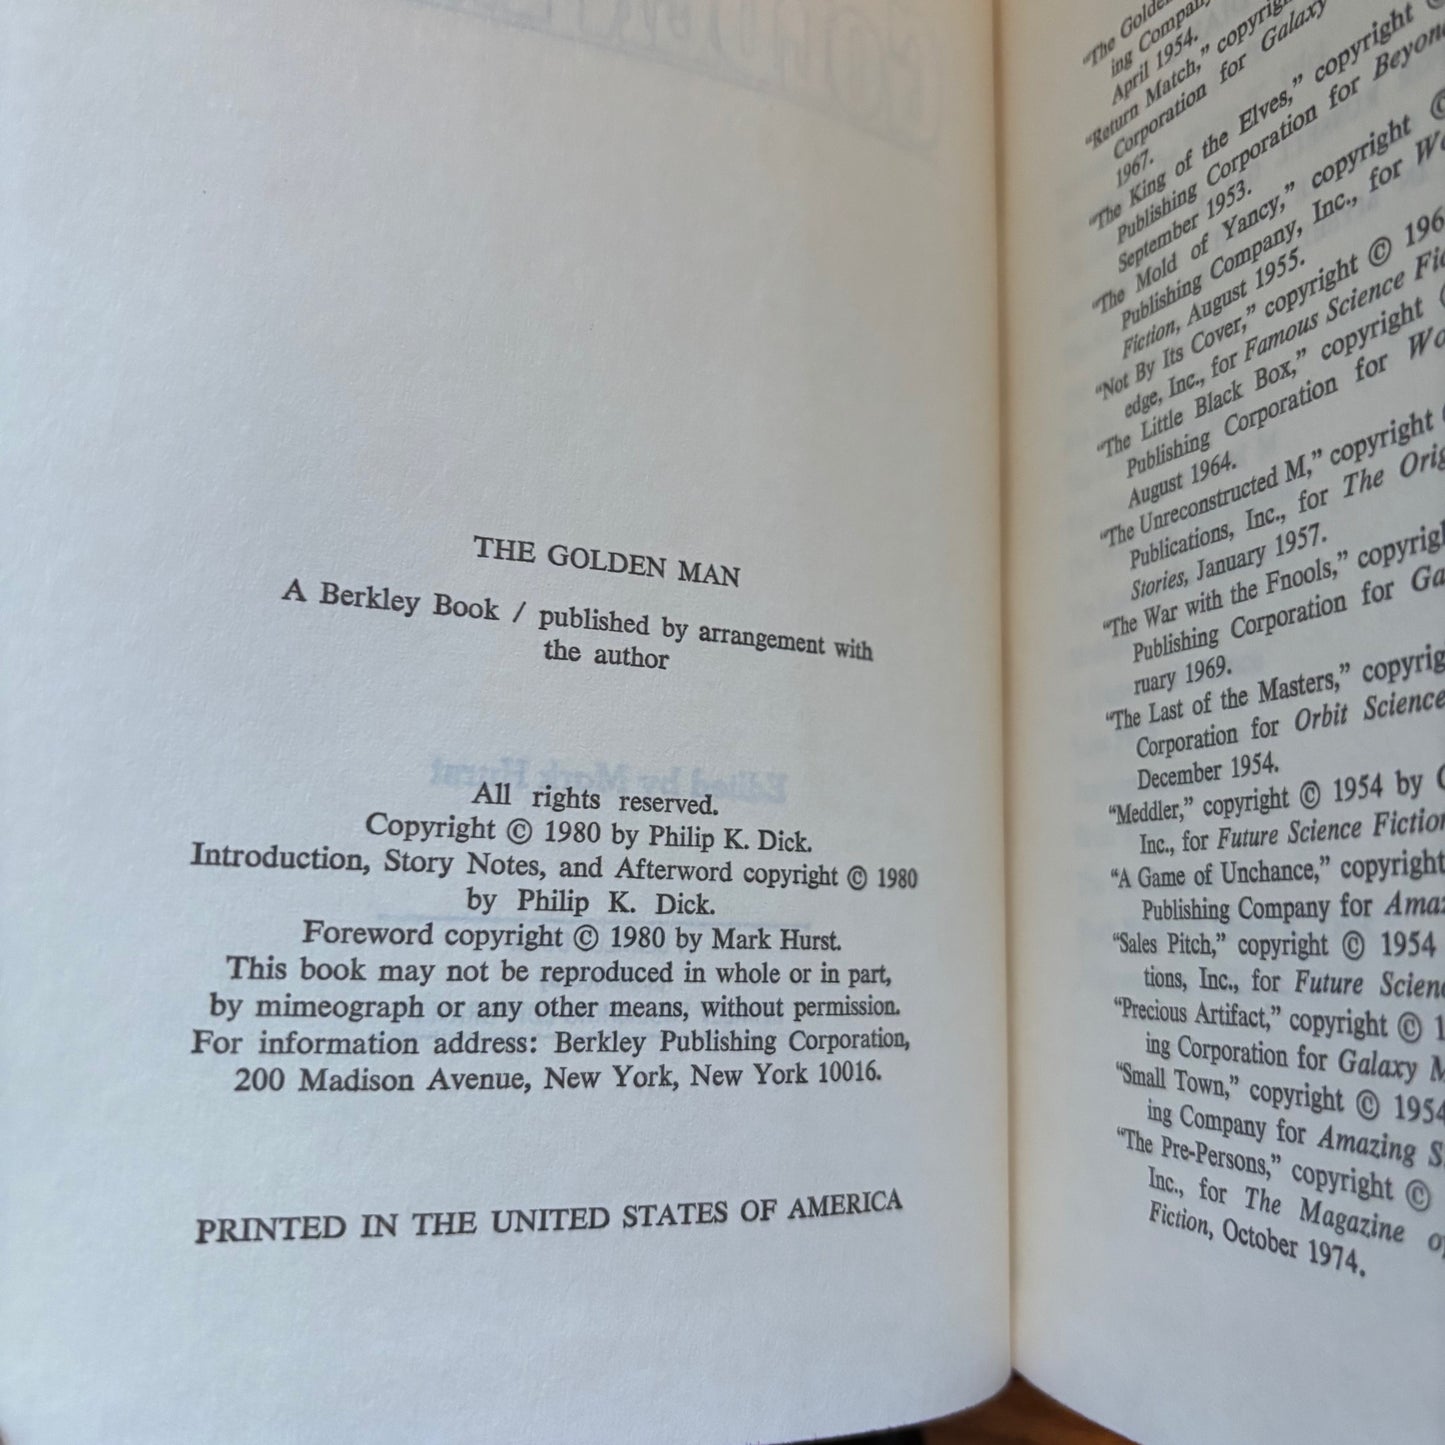 THE GOLDEN MAN
A Berkley Book / published by arrangement with
the author
All rights reserved.
Copyright © 1980 by Philip K. Dick.
Introduction, Story Notes, and Afterword copyright © 1980
by Philip K. Dick.
Foreword copyright © 1980 by Mark Hurst.
This book may not be reproduced in whole or in part,
by mimeograph or any other means, without permission.
For information address: Berkley Publishing Corporation,
200 Madison Avenue, New York, New York 10016.
PRINTED IN THE UNITED STATES OF AMERICA
"The Golden
ing Company
April 1954.
"Return Match," copyright
Corporation for Galaxy
1967.
"The King of the Elves," copyright ©
Publishing Corporation for Beyond
September 1953.
"The Mold of Yancy," copyright ©
Publishing Company, Inc., for
Fiction, August 1955.
"Not By Its Cover," copyright © 196
edge, Inc., for Famous Science
"The Little Black Box," copyright
Publishing Corporation for
August 1964.
"The Unreconstructed M," copyright
Publications, Inc., for The
Stories, January 1957.
"The War with the Fnools,"
Publishing Corporation for
ruary 1969.
"The Last of the Masters,"
Corporation for Orbit Science
December 1954.
"Meddler," copyright © 1954 by
Inc., for Future Science Fiction
"A Game of Unchance," copyright
Publishing Company for
"Sales Pitch," copyright © 1954
tions, Inc., for Future
"Precious Artifact," copyright © 1
ing Corporation for Galaxy
"Small Town," copyright © 1954
ing Company for Amazing
"The Pre-Persons," copyright ©
Inc., for The Magazine
Fiction, October 1974.